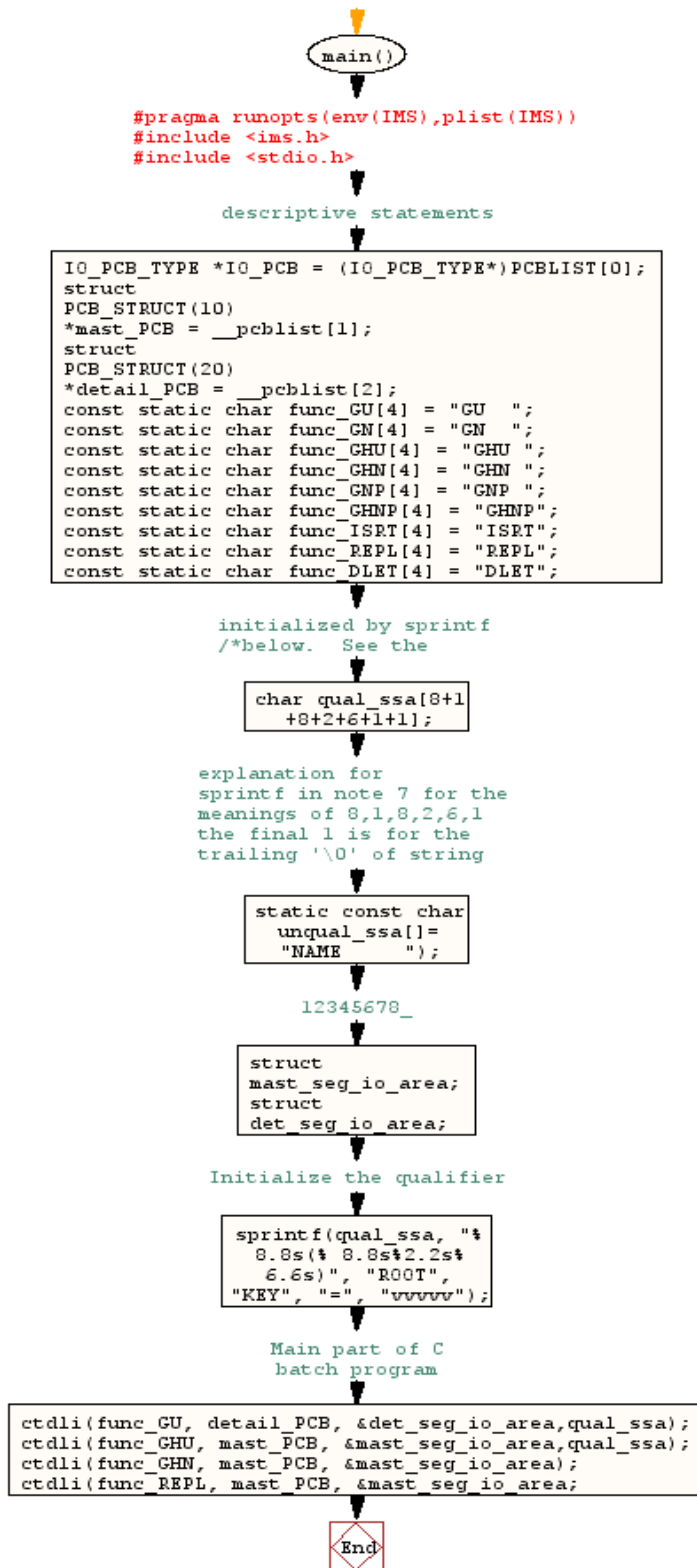 main()
#pragma runopts(env(IMS),plist(IMS))
#include <ims.h>
#include <stdio.h>
descriptive statements
IO_PCB_TYPE *IO_PCB = (IO_PCB_TYPE*)PCBLIST[0];
struct
PCB_STRUCT(10)
*mast_PCB = __pcblist[1];
struct
PCB_STRUCT(20)
*detail_PCB = __pcblist[2];
const static char func_GU[4] = "GU  ";
const static char func_GN[4] = "GN  ";
const static char func_GHU[4] = "GHU ";
const static char func_GHN[4] = "GHN ";
const static char func_GNP[4] = "GNP ";
const static char func_GHNP[4] = "GHNP";
const static char func_ISRT[4] = "ISRT";
const static char func_REPL[4] = "REPL";
const static char func_DLET[4] = "DLET";
initialized by sprintf
/*below.  See the
char qual_ssa[8+1
+8+2+6+1+1];
explanation for
sprintf in note 7 for the
meanings of 8,1,8,2,6,1
the final 1 is for the
trailing '\0' of string
static const char
unqual_ssa[]=
"NAME     ");
12345678_
struct
mast_seg_io_area;
struct
det_seg_io_area;
Initialize the qualifier
sprintf(qual_ssa, "%
8.8s(% 8.8s%2.2s%
6.6s)", "ROOT",
"KEY", "=", "vvvvv");
Main part of C
batch program
ctdli(func_GU, detail_PCB, &det_seg_io_area,qual_ssa);
ctdli(func_GHU, mast_PCB, &mast_seg_io_area,qual_ssa);
ctdli(func_GHN, mast_PCB, &mast_seg_io_area);
ctdli(func_REPL, mast_PCB, &mast_seg_io_area;
End